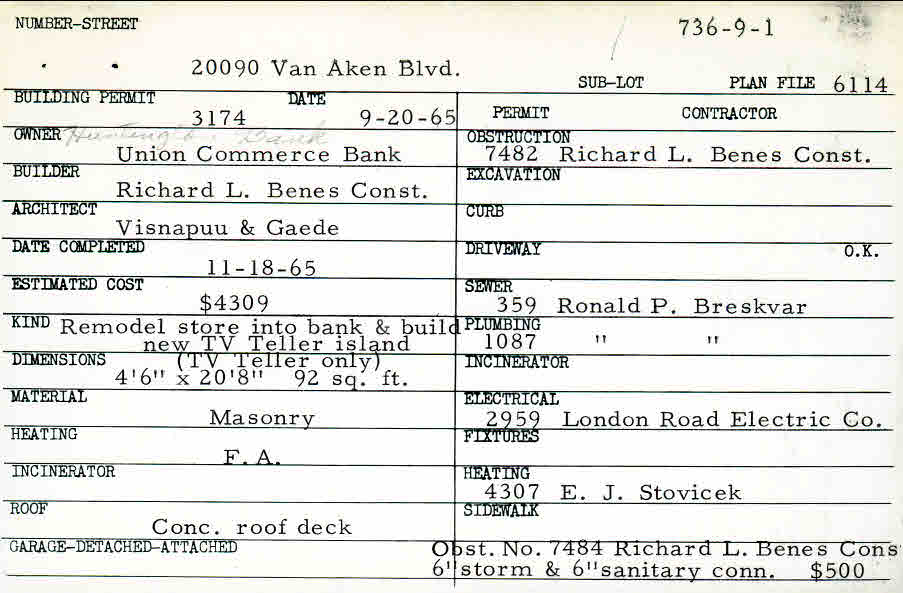 NUMBER-STREET
736-9-1
20090 Van Aken Blvd.
SUB-LOT PLAN FILE 6114
BUILDING PERMIT DATE
3174 9-20-65
PERMIT CONTRACTOR
OWNER Huntington Bank
Union Commerce Bank
OBSTRUCTION
7482 Richard L. Benes Const.
BUILDER
Richard L. Benes Const.
EXCAVATION
ARCHITECT
Visnapuu & Gaede
CURB
DATE COMPLETED
11-18-65
DRIVEWAY O.K.
ESTIMATED COST
$4309
SEWER
359 Ronald P. Breskvar
KIND Remodel store into bank & build
new TV Teller island
PLUMBING
1087 " "
DIMENSIONS (TV Teller only)
4'6" x 20'8" 92 sq. ft.
INCINERATOR
MATERIAL
Masonry
ELECTRICAL
2959 London Road Electric Co.
HEATING
F.A.
FIXTURES
INCINERATOR
HEATING
4307 E. J. Stovicek
ROOF
Conc. roof deck
SIDEWALK
GARAGE-DETACHED-ATTACHED
Obst. No. 7484 Richard L. Benes Cons
6" storm & 6" sanitary conn. $500